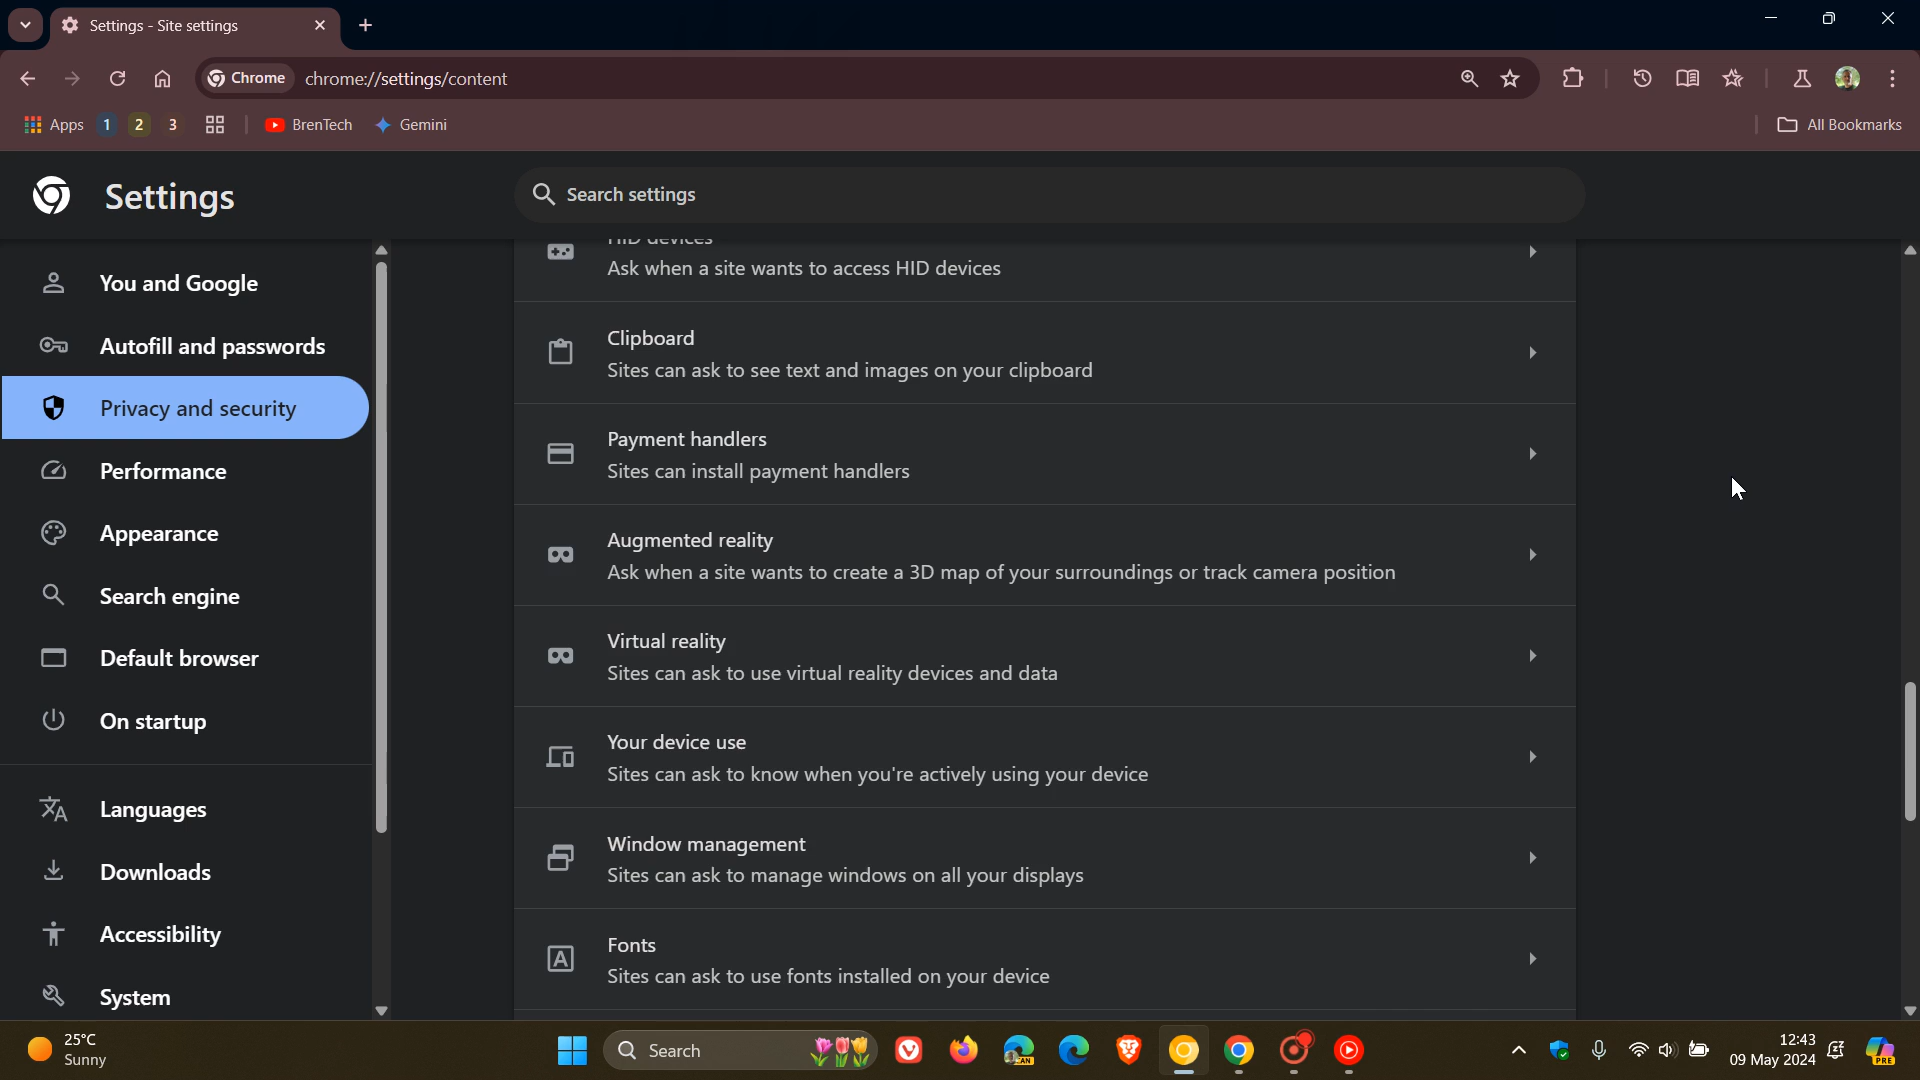 Settings - Site settings
Chrome
chrome://settings/content
Apps
1
2
3
BrenTech
Gemini
All Bookmarks
Settings
Search settings
You and Google
Autofill and passwords
Privacy and security
Performance
Appearance
Search engine
Default browser
On startup
Languages
Downloads
Accessibility
System
HID devices
Ask when a site wants to access HID devices
Clipboard
Sites can ask to see text and images on your clipboard
Payment handlers
Sites can install payment handlers
Augmented reality
Ask when a site wants to create a 3D map of your surroundings or track camera position
Virtual reality
Sites can ask to use virtual reality devices and data
Your device use
Sites can ask to know when you're actively using your device
Window management
Sites can ask to manage windows on all your displays
Fonts
Sites can ask to use fonts installed on your device
25°C
Sunny
Search
CAN
12:43
09 May 2024
PRE